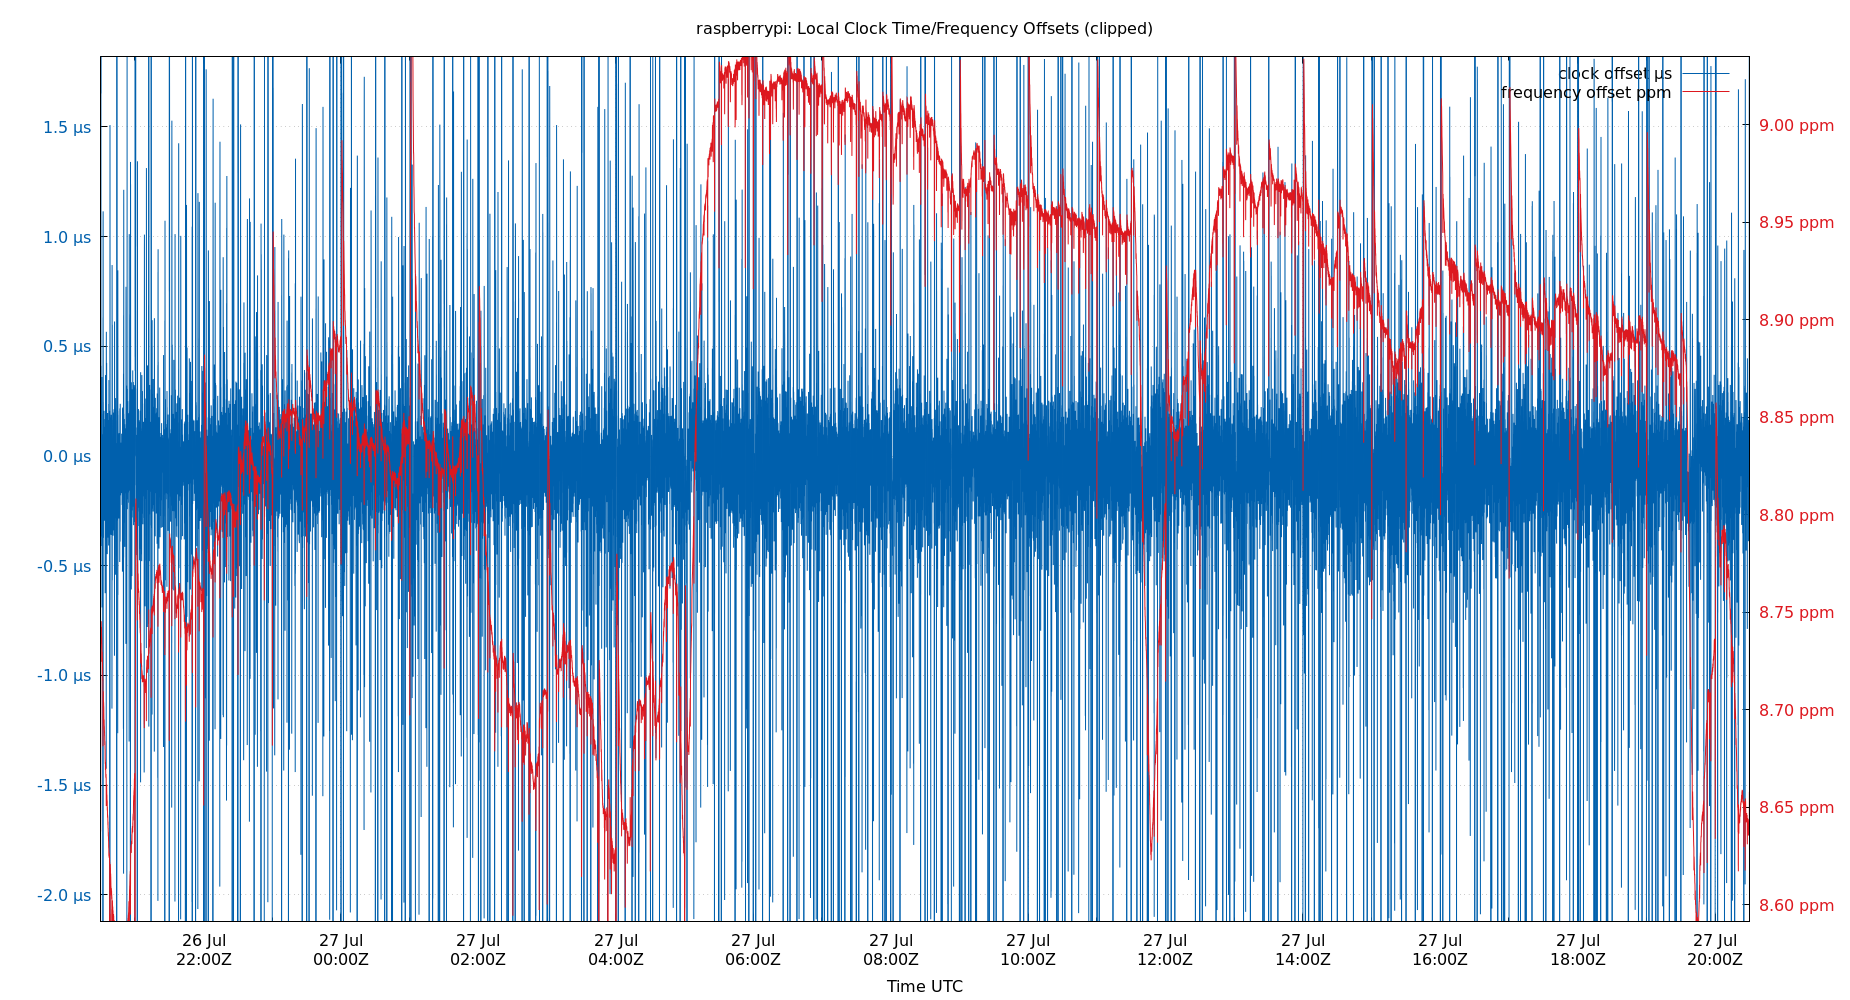 raspberrypi: Local Clock Time/Frequency Offsets (clipped)
clock offset µs
frequency offset ppm
1.5 µs
1.0 µs
0.5 µs
0.0 µs
-0.5 µs
-1.0 µs
-1.5 µs
-2.0 µs
9.00 ppm
8.95 ppm
8.90 ppm
8.85 ppm
8.80 ppm
8.75 ppm
8.70 ppm
8.65 ppm
8.60 ppm
26 Jul
22:00Z
27 Jul
00:00Z
27 Jul
02:00Z
27 Jul
04:00Z
27 Jul
06:00Z
27 Jul
08:00Z
27 Jul
10:00Z
27 Jul
12:00Z
27 Jul
14:00Z
27 Jul
16:00Z
27 Jul
18:00Z
27 Jul
20:00Z
Time UTC